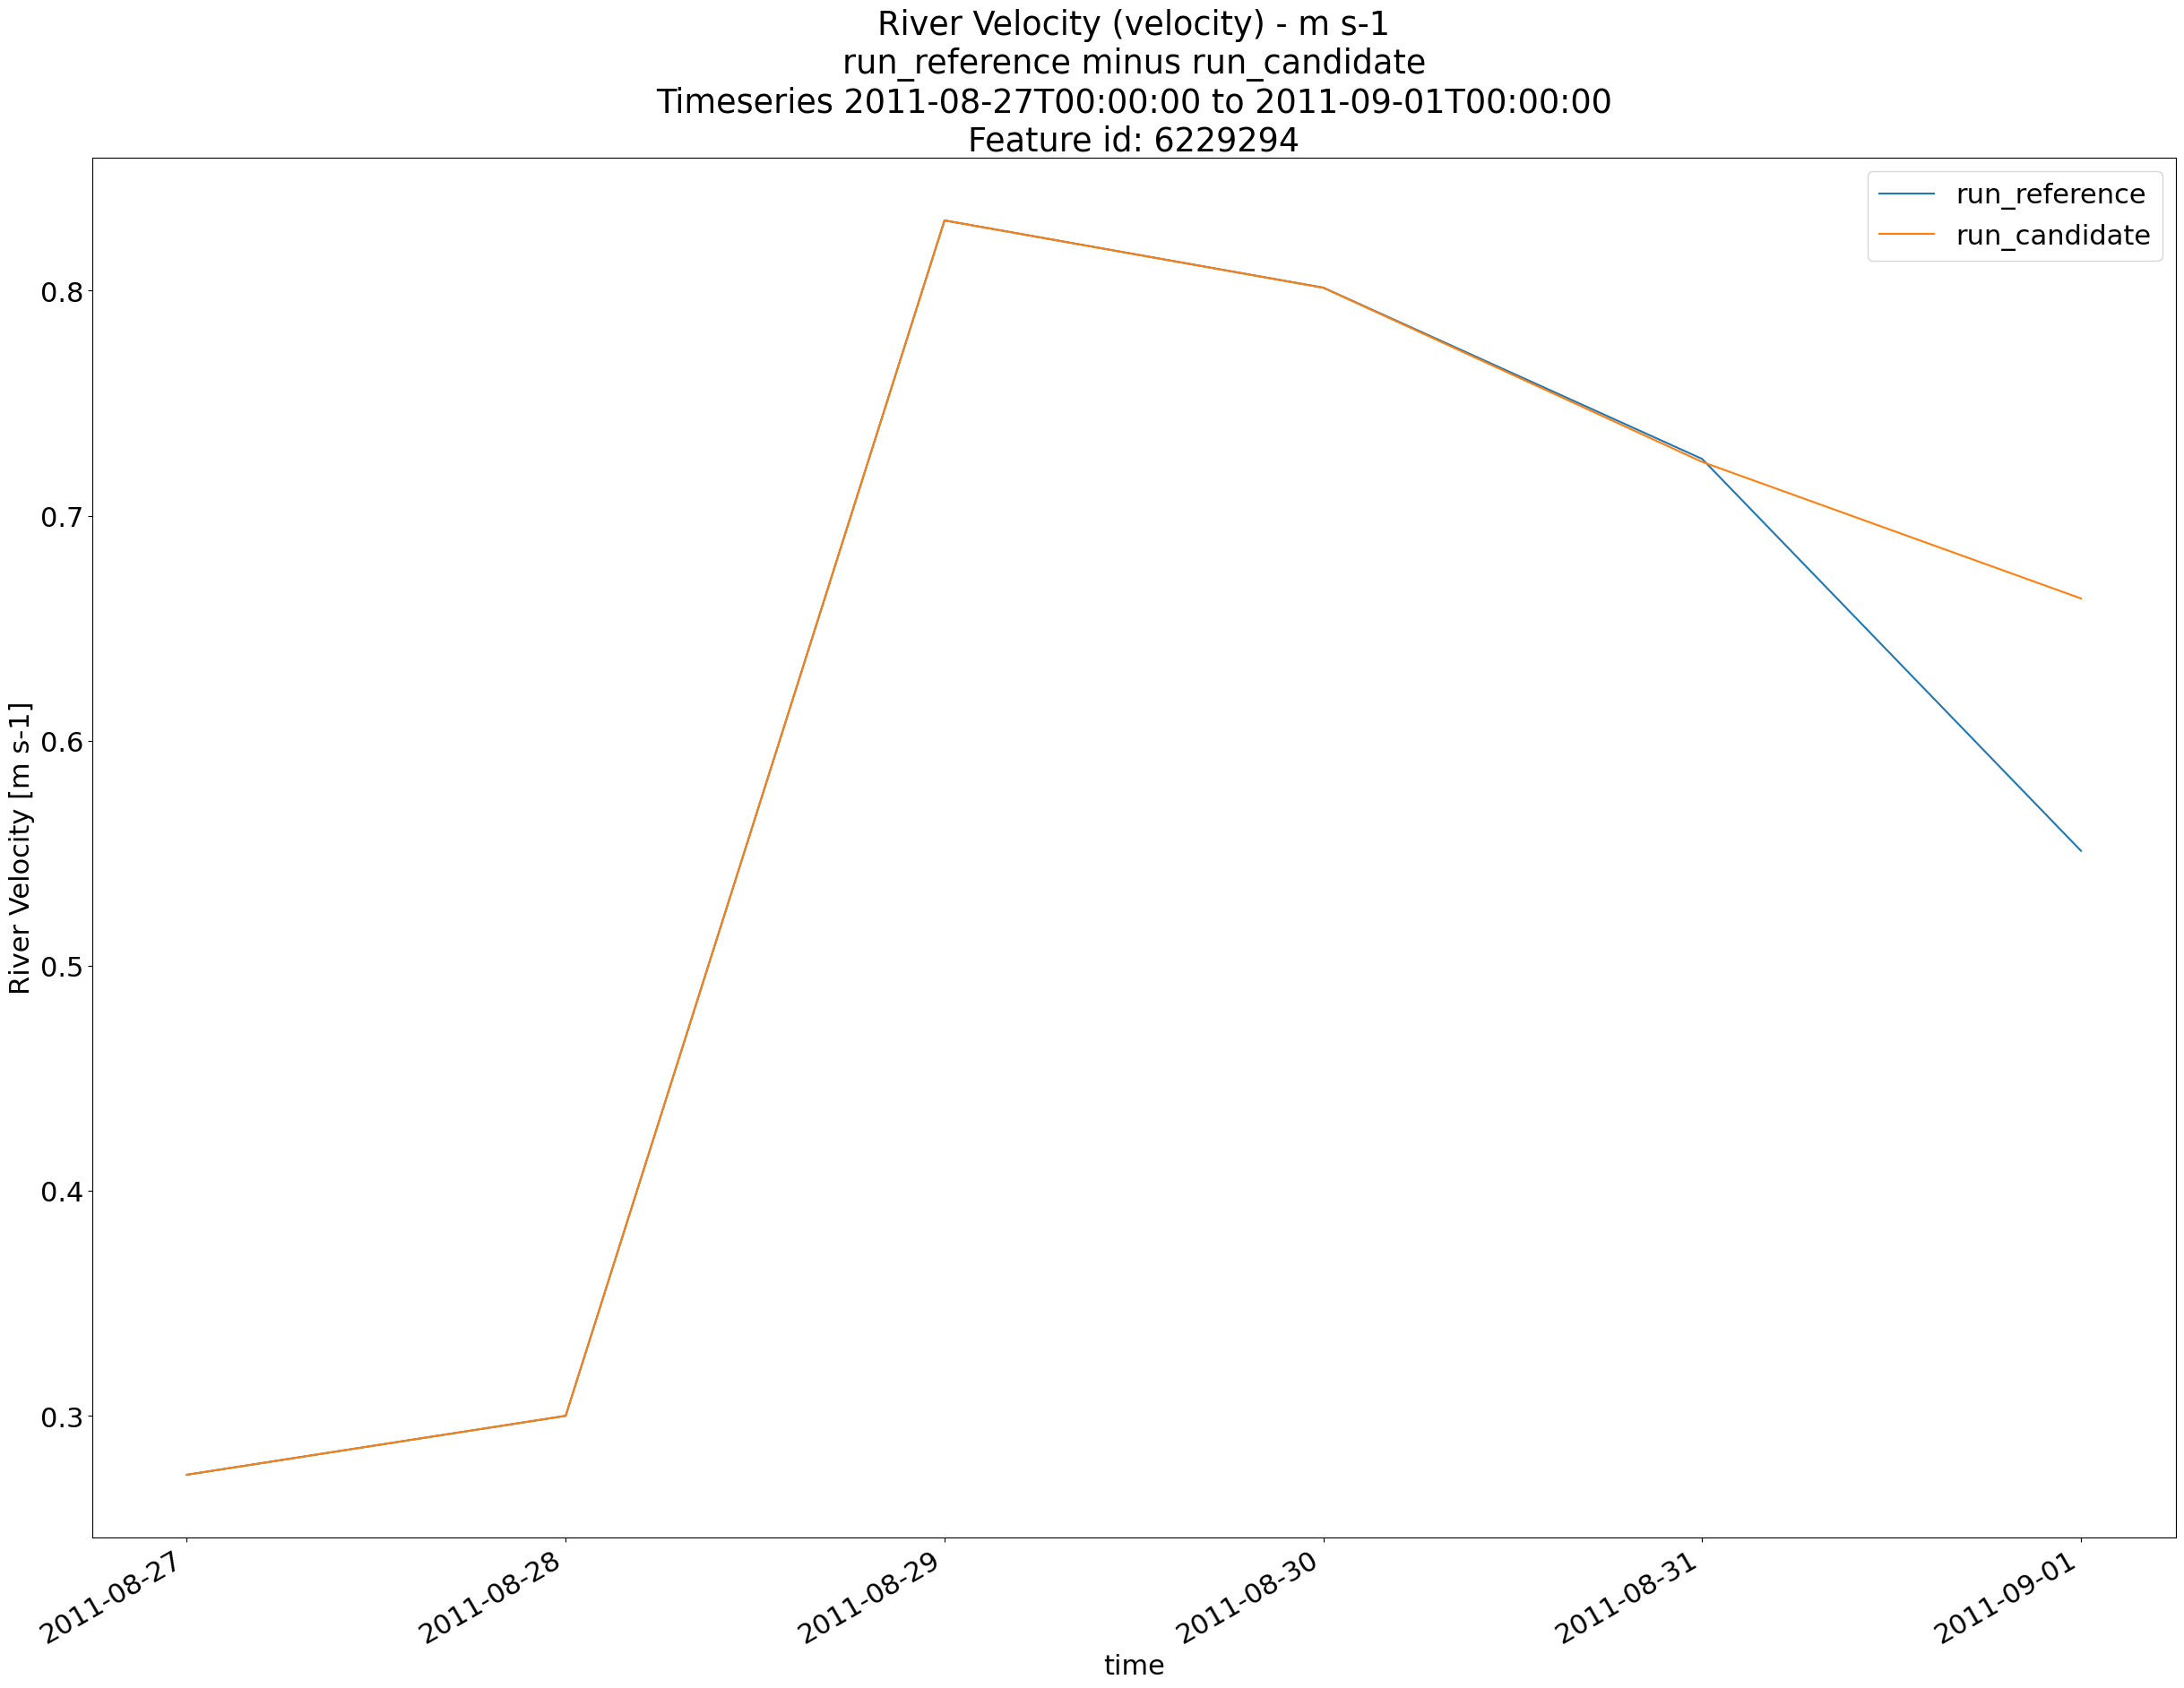 River Velocity (velocity) - m s-1
run_reference minus run_candidate
Timeseries 2011-08-27T00:00:00 to 2011-09-01T00:00:00
Feature id: 6229294
run_reference
run_candidate
River Velocity [m s-1]
0.8
0.7
0.6
0.5
0.4
0.3
2011-08-27
2011-08-28
2011-08-29
2011-08-30
2011-08-31
2011-09-01
time